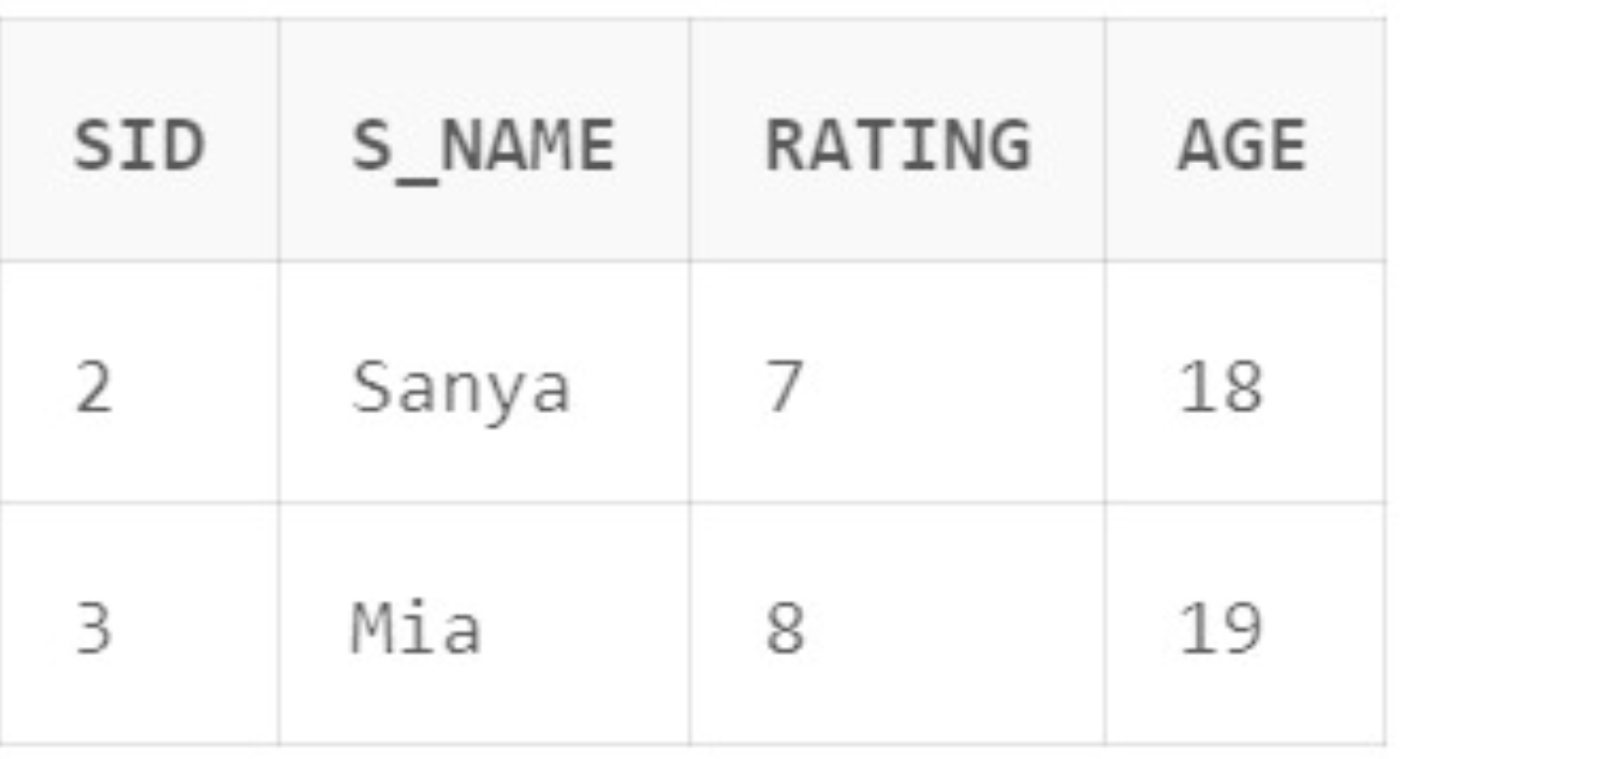 SID S_NAME RATING AGE
2 Sanya 7 18
3 Mia 8 19